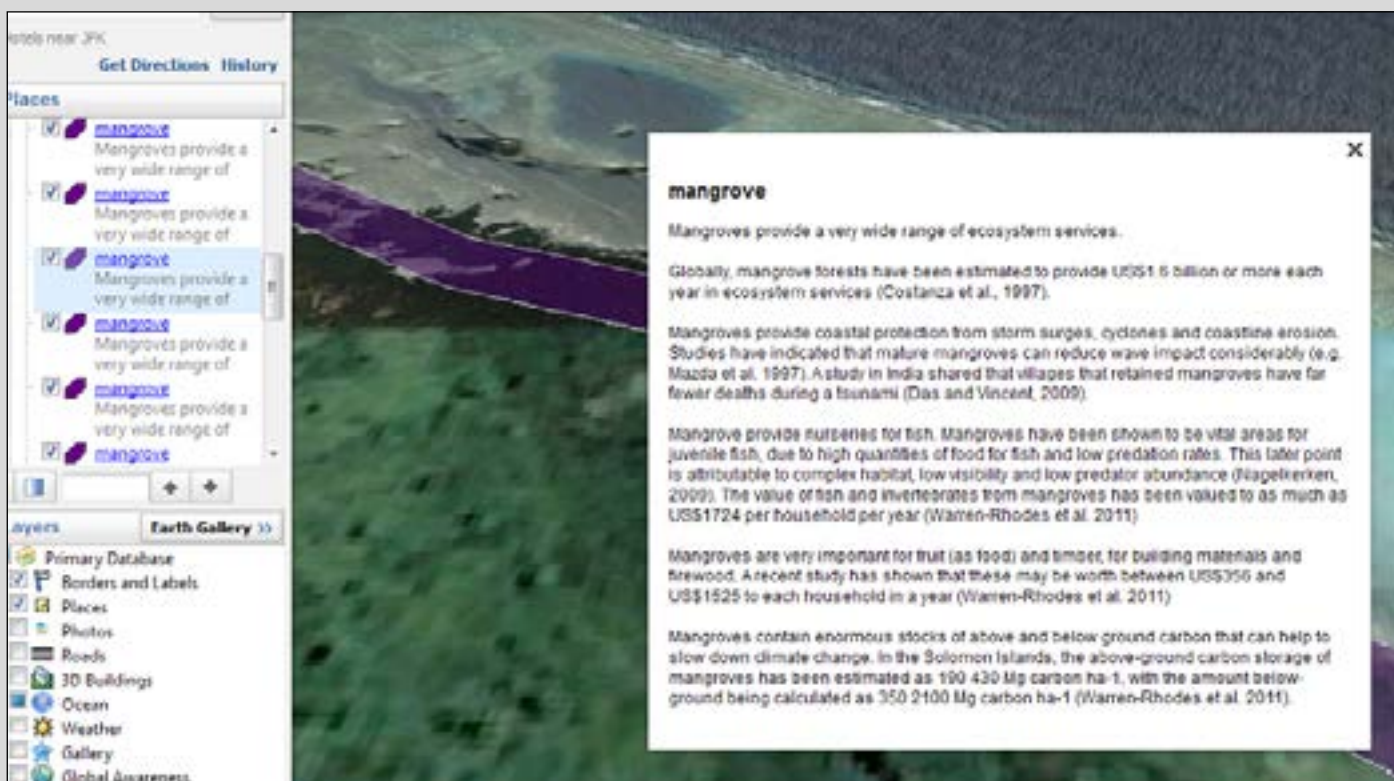 Hotels near JFK
Get Directions History
Places
mangrove
Mangroves provide a
very wide range of
mangrove
Mangroves provide a
very wide range of
mangrove
Mangroves provide a
very wide range of
mangrove
Mangroves provide a
very wide range of
mangrove
Mangroves provide a
very wide range of
mangrove
ayers
Earth Gallery >>
Primary Database
Borders and Labels
Places
Photos
Roads
3D Buildings
Ocean
Weather
Gallery
Global Awareness
mangrove
Mangroves provide a very wide range of ecosystem services.
Globally, mangrove forests have been estimated to provide US$1.6 billion or more each
year in ecosystem services (Costanza et al., 1997).
Mangroves provide coastal protection from storm surges, cyclones and coastline erosion.
Studies have indicated that mature mangroves can reduce wave impact considerably (e.g.
Mazda et al. 1997). A study in India shared that villages that retained mangroves have far
fewer deaths during a tsunami (Das and Vincent, 2009).
Mangrove provide nurseries for fish. Mangroves have been shown to be vital areas for
juvenile fish, due to high quantities of food for fish and low predation rates. This later point
is attributable to complex habitat, low visibility and low predator abundance (Nagelkerken,
2009). The value of fish and invertebrates from mangroves has been valued to as much as
US$1724 per household per year (Warren-Rhodes et al. 2011)
Mangroves are very important for fruit (as food) and timber, for building materials and
firewood. A recent study has shown that these may be worth between US$356 and
US$1525 to each household in a year (Warren-Rhodes et al. 2011)
Mangroves contain enormous stocks of above and below ground carbon that can help to
slow down climate change. In the Solomon Islands, the above-ground carbon storage of
mangroves has been estimated as 190 430 Mg carbon ha-1, with the amount below-
ground being calculated as 350 2100 Mg carbon ha-1 (Warren-Rhodes et al. 2011).